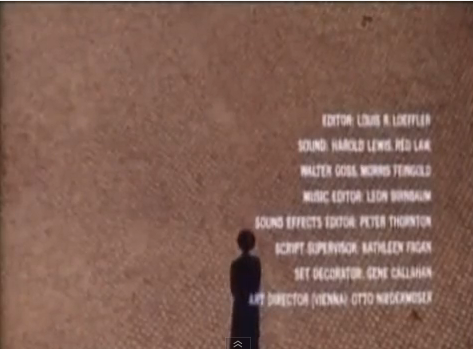 EDITOR: LOUIS R. LOEFFLER
SOUND: HAROLD LEWIS, RED LAW,
WALTER GOSS, MORRIS FEINGOLD
MUSIC EDITOR: LEON BIRNBAUM
SOUND EFFECTS EDITOR: PETER THORNTON
SCRIPT SUPERVISOR: KATHLEEN FAGAN
SET DECORATOR: GENE CALLAHAN
ART DIRECTOR (VIENNA): OTTO NIEDERMOSER